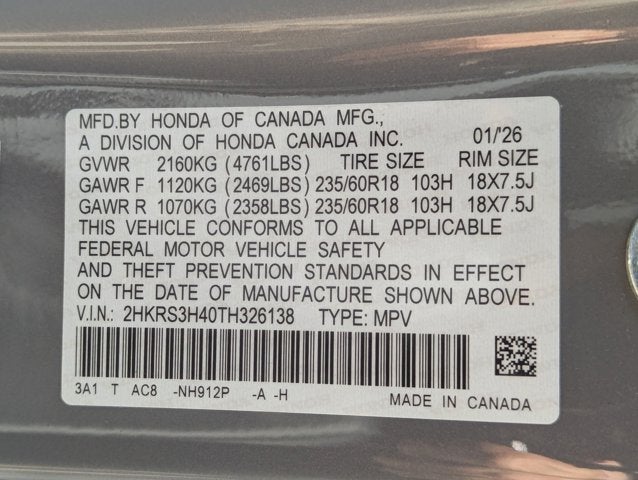 MFD.BY HONDA OF CANADA MFG.,
A DIVISION OF HONDA CANADA INC. 01/'26
GVWR 2160KG (4761LBS) TIRE SIZE RIM SIZE
GAWR F 1120KG (2469LBS) 235/60R18 103H 18X7.5J
GAWR R 1070KG (2358LBS) 235/60R18 103H 18X7.5J
THIS VEHICLE CONFORMS TO ALL APPLICABLE
FEDERAL MOTOR VEHICLE SAFETY
AND THEFT PREVENTION STANDARDS IN EFFECT
ON THE DATE OF MANUFACTURE SHOWN ABOVE.
V.I.N.: 2HKRS3H40TH326138 TYPE: MPV
3A1 T AC8 -NH912P -A -H MADE IN CANADA